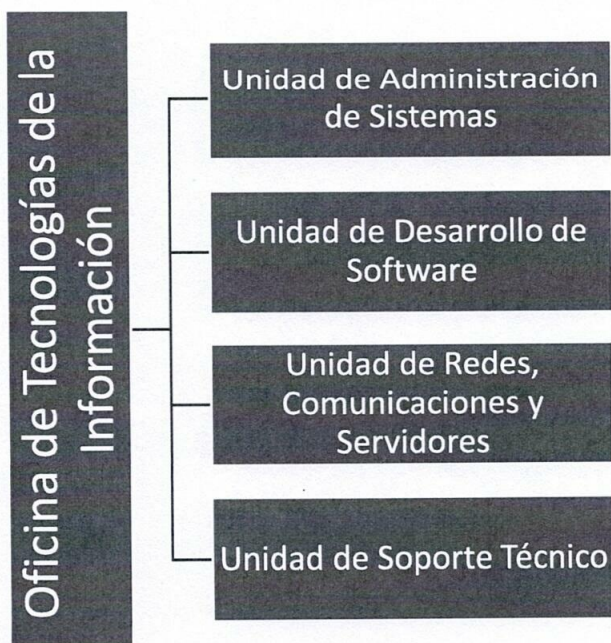 Oficina de Tecnologías de la
Información
Unidad de Administración
de Sistemas
Unidad de Desarrollo de
Software
Unidad de Redes,
Comunicaciones y
Servidores
Unidad de Soporte Técnico